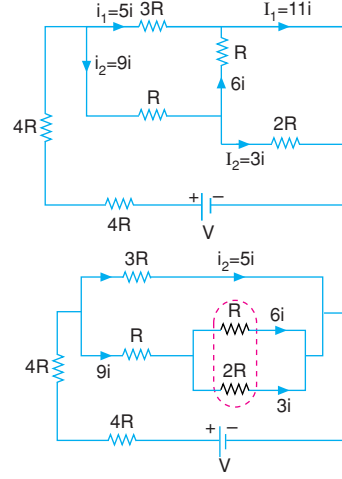 i₁=5i 3R I₁=11i
i₂=9i R
6i
R
2R
4R
I₂=3i
+ −
4R
V
3R i₂=5i
R 6i
R
4R 9i 2R
3i
4R + −
V